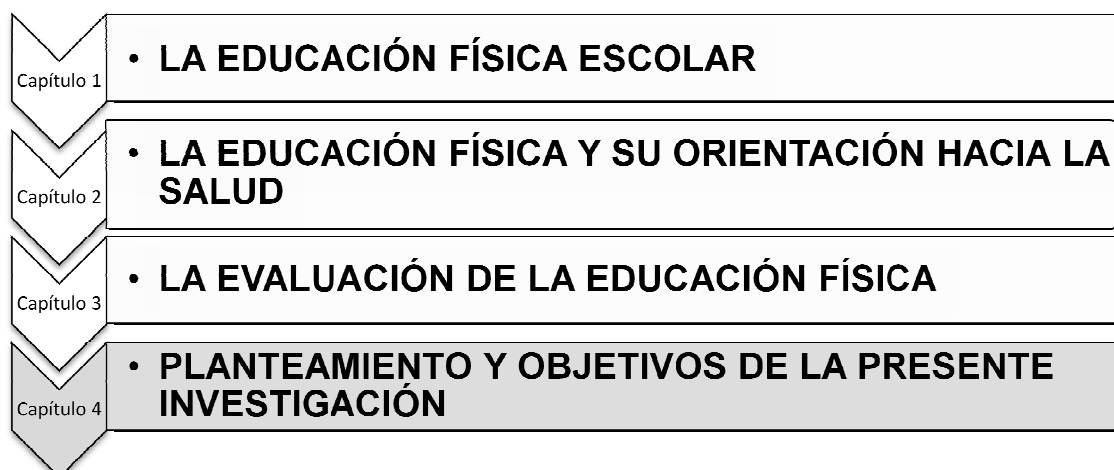 Capítulo 1
• LA EDUCACIÓN FÍSICA ESCOLAR
Capítulo 2
• LA EDUCACIÓN FÍSICA Y SU ORIENTACIÓN HACIA LA
SALUD
Capítulo 3
• LA EVALUACIÓN DE LA EDUCACIÓN FÍSICA
Capítulo 4
• PLANTEAMIENTO Y OBJETIVOS DE LA PRESENTE
INVESTIGACIÓN